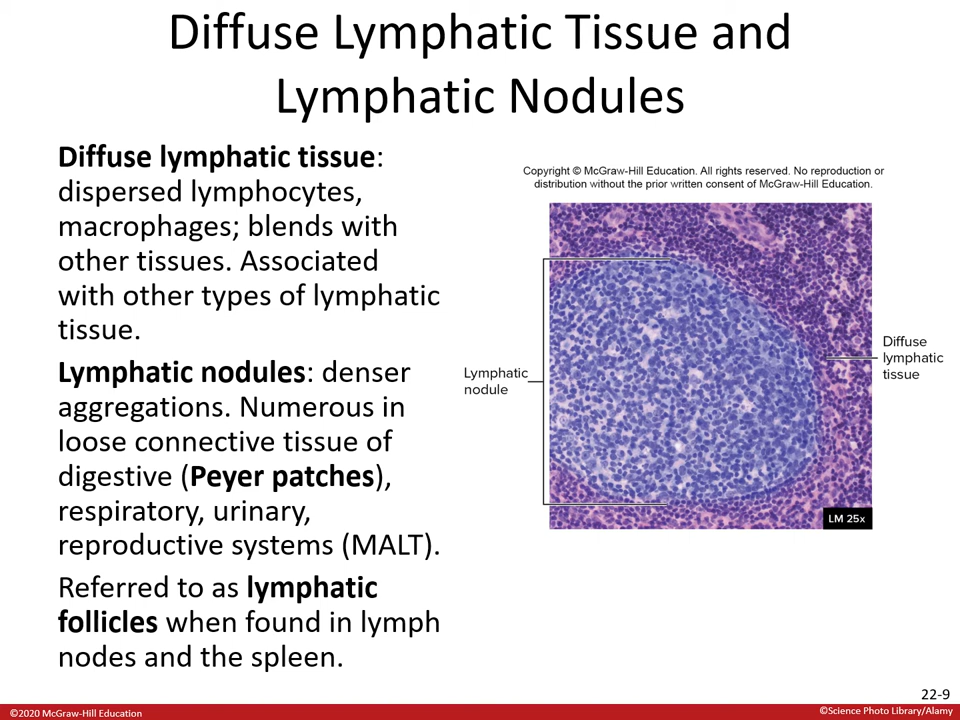 Diffuse Lymphatic Tissue and
Lymphatic Nodules
Diffuse lymphatic tissue:
dispersed lymphocytes,
macrophages; blends with
other tissues. Associated
with other types of lymphatic
tissue.
Lymphatic nodules: denser
aggregations. Numerous in
loose connective tissue of
digestive (Peyer patches),
respiratory, urinary,
reproductive systems (MALT).
Referred to as lymphatic
follicles when found in lymph
nodes and the spleen.
Copyright © McGraw-Hill Education. All rights reserved. No reproduction or
distribution without the prior written consent of McGraw-Hill Education.
Lymphatic
nodule
Diffuse
lymphatic
tissue
LM 25x
22-9
©2020 McGraw-Hill Education
©Science Photo Library/Alamy